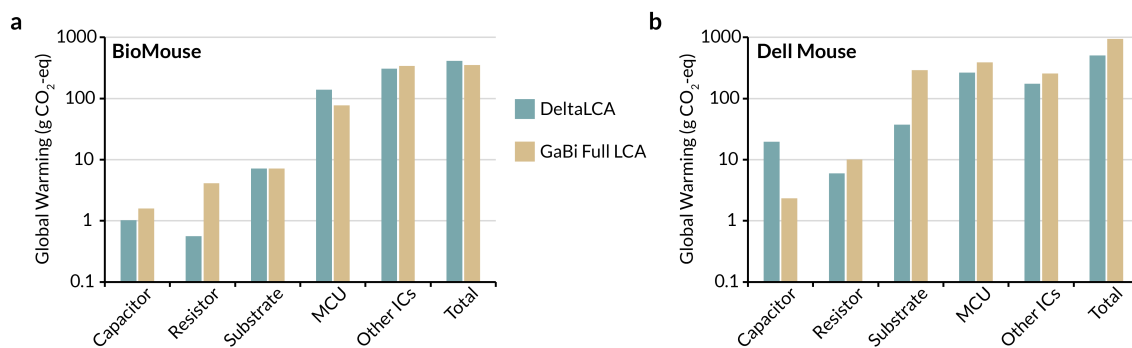 a
BioMouse
Global Warming (g CO₂-eq)
1000
100
10
1
0.1
Capacitor
Resistor
Substrate
MCU
Other ICs
Total
DeltaLCA
GaBi Full LCA
b
Dell Mouse
Global Warming (g CO₂-eq)
1000
100
10
1
0.1
Capacitor
Resistor
Substrate
MCU
Other ICs
Total